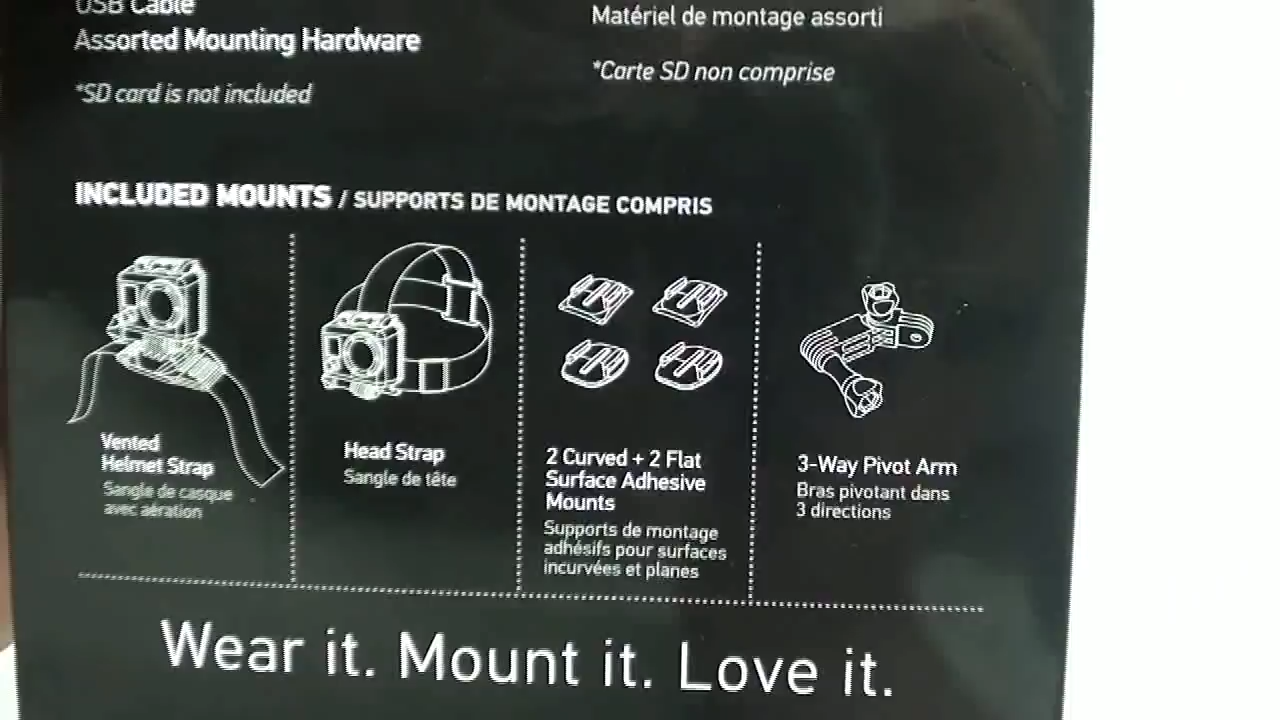 USB Cable
Assorted Mounting Hardware
*SD card is not included
Matériel de montage assorti
*Carte SD non comprise
INCLUDED MOUNTS / SUPPORTS DE MONTAGE COMPRIS
Vented
Helmet Strap
Sangle de casque
avec aération
Head Strap
Sangle de tête
2 Curved + 2 Flat
Surface Adhesive
Mounts
Supports de montage
adhésifs pour surfaces
incurvées et planes
3-Way Pivot Arm
Bras pivotant dans
3 directions
Wear it. Mount it. Love it.